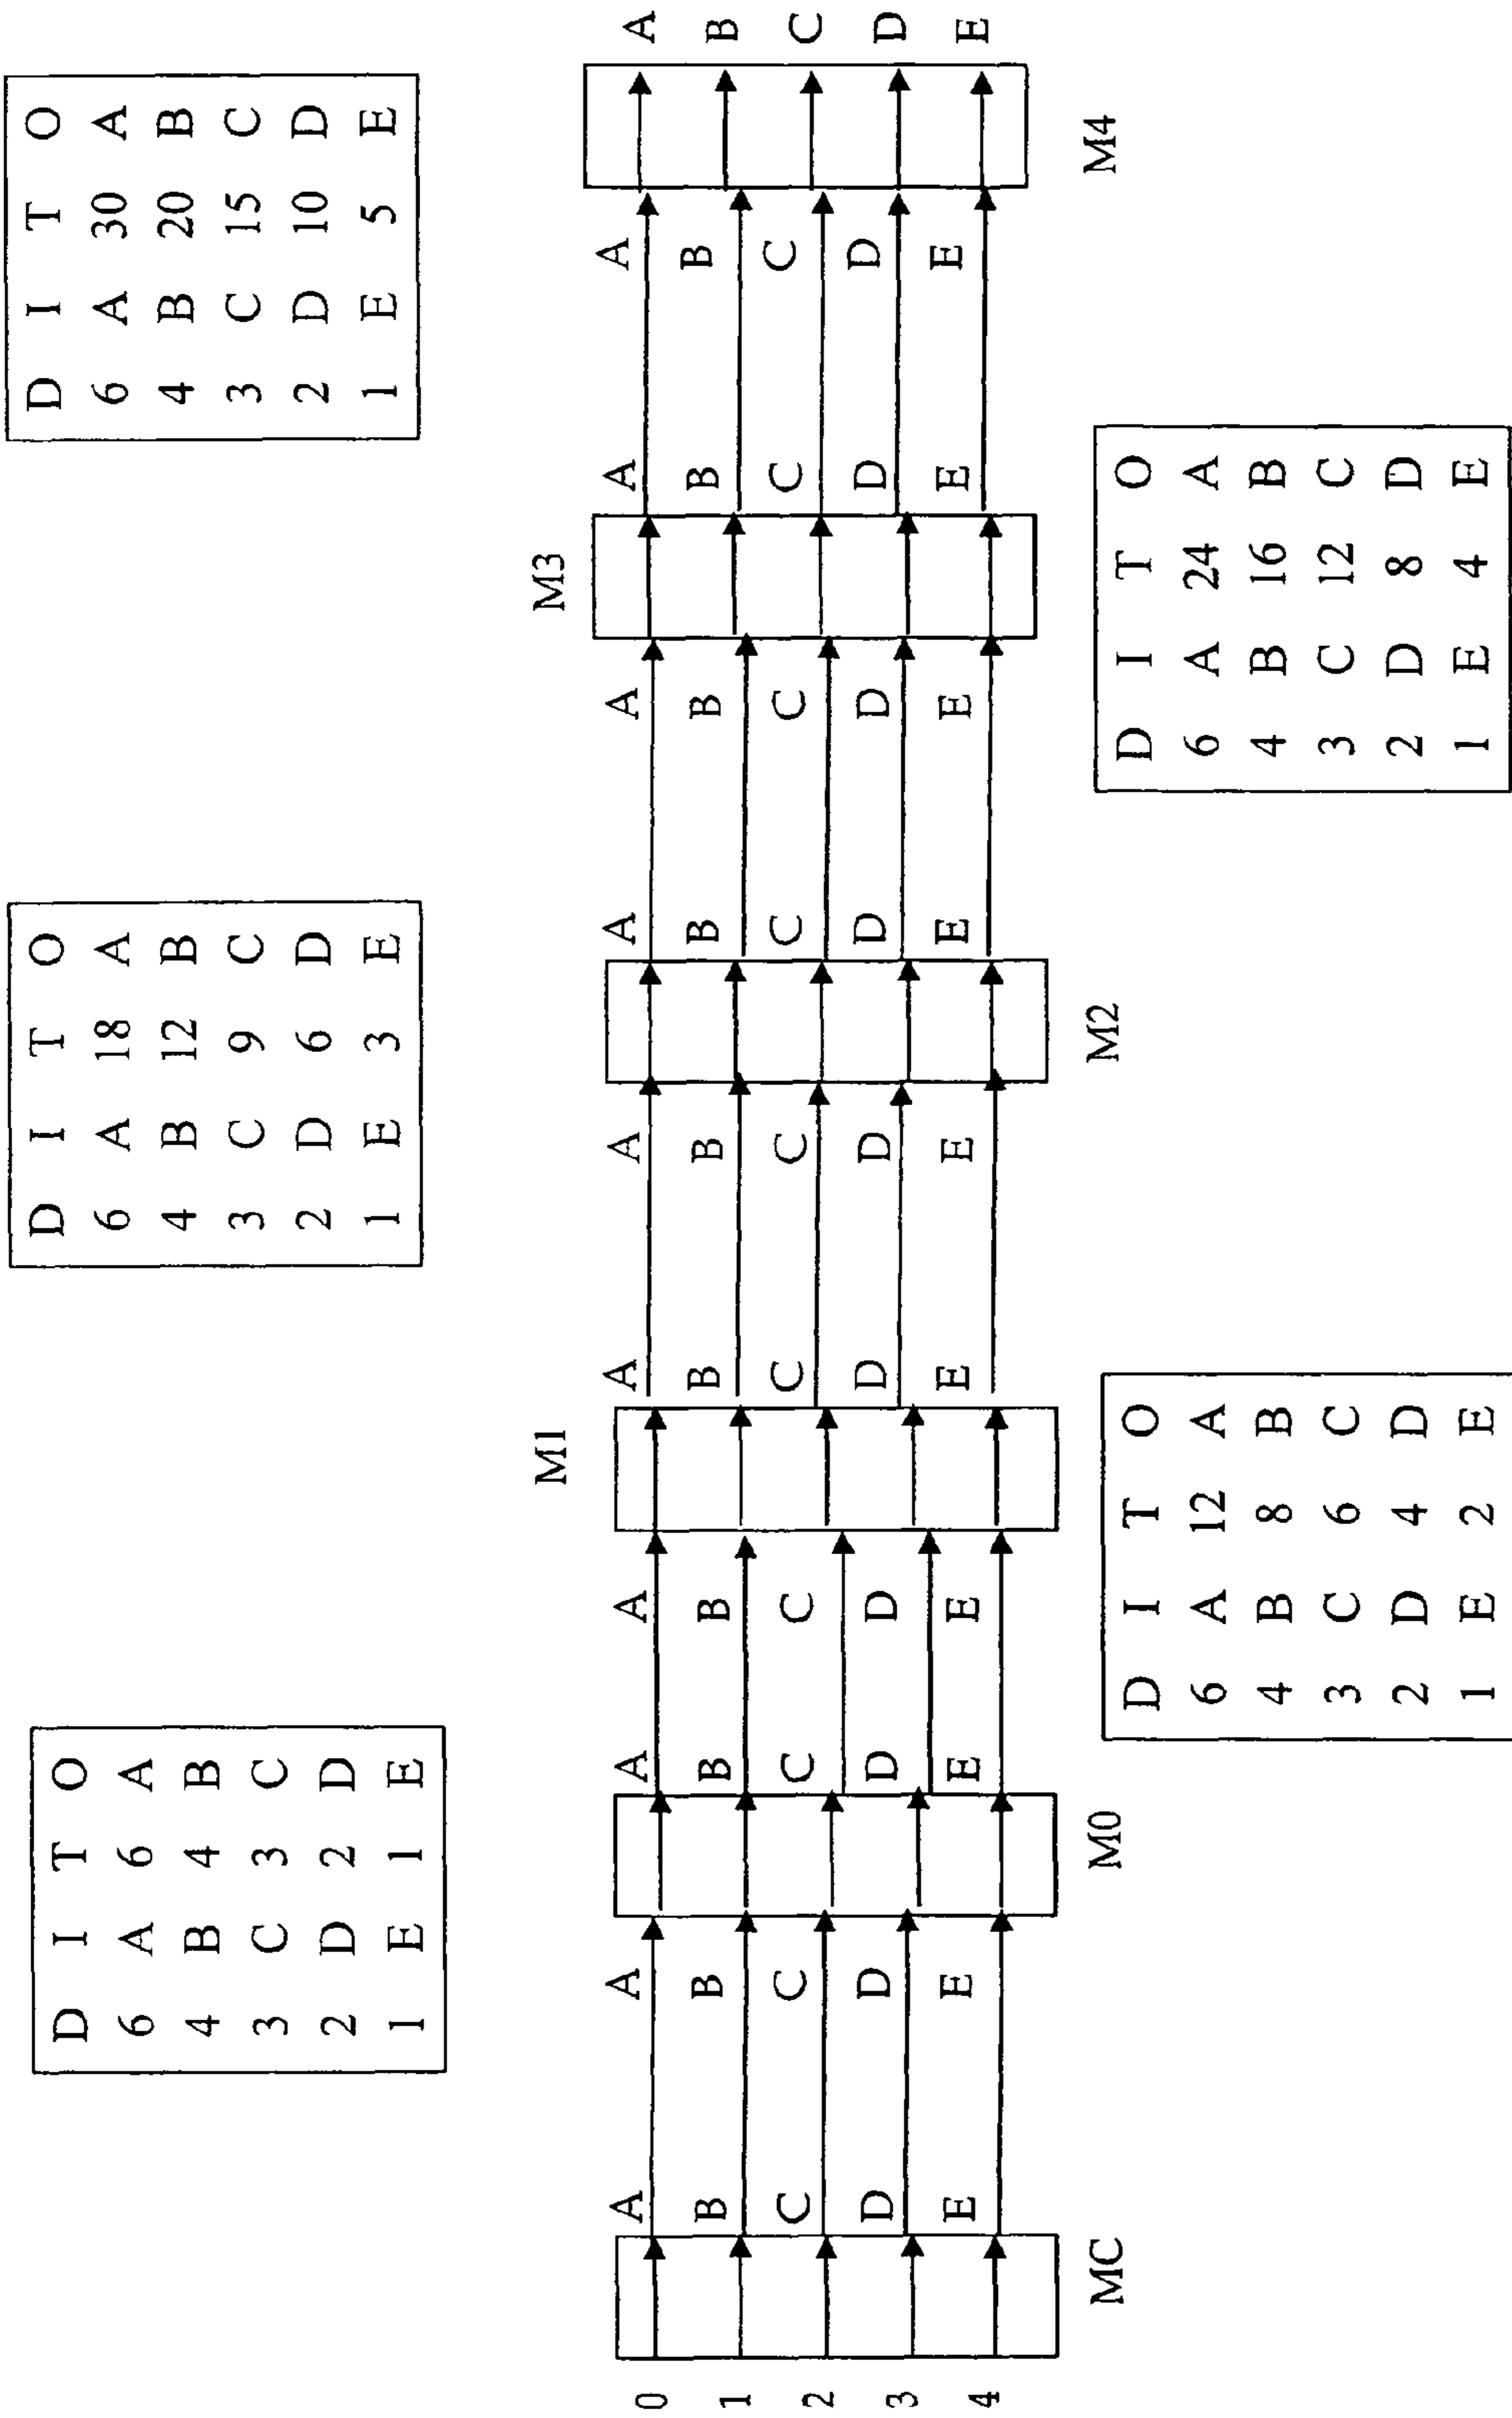 D I T O
6 A 6 A
4 B 4 B
3 C 3 C
2 D 2 D
1 E 1 E
D I T O
6 A 18 A
4 B 12 B
3 C 9 C
2 D 6 D
1 E 3 E
D I T O
6 A 30 A
4 B 20 B
3 C 15 C
2 D 10 D
1 E 5 E
M1 M3
0 A A A A A A A A A A A
1 B B B B B B B B B B B
2 C C C C C C C C C C C
3 D D D D D D D D D D D
4 E E E E E E E E E E E
MC M0 M2 M4
D I T O
6 A 12 A
4 B 8 B
3 C 6 C
2 D 4 D
1 E 2 E
D I T O
6 A 24 A
4 B 16 B
3 C 12 C
2 D 8 D
1 E 4 E